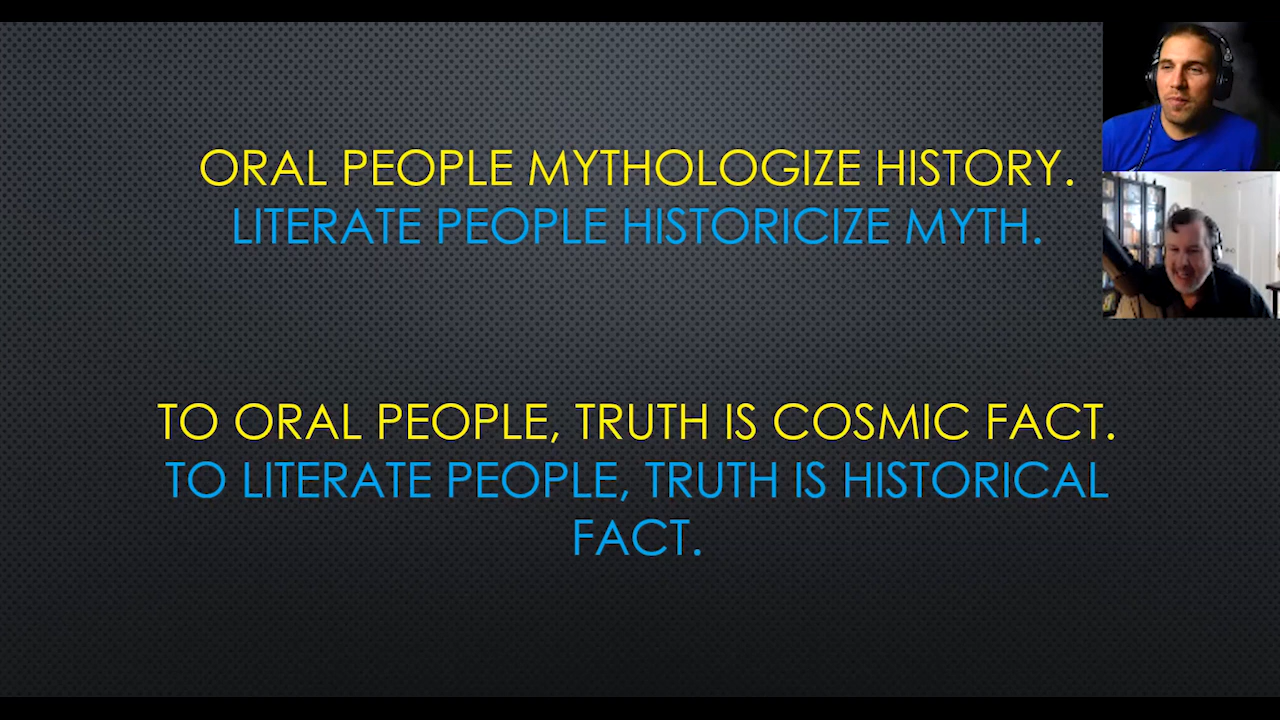 ORAL PEOPLE MYTHOLOGIZE HISTORY.
LITERATE PEOPLE HISTORICIZE MYTH.
TO ORAL PEOPLE, TRUTH IS COSMIC FACT.
TO LITERATE PEOPLE, TRUTH IS HISTORICAL
FACT.